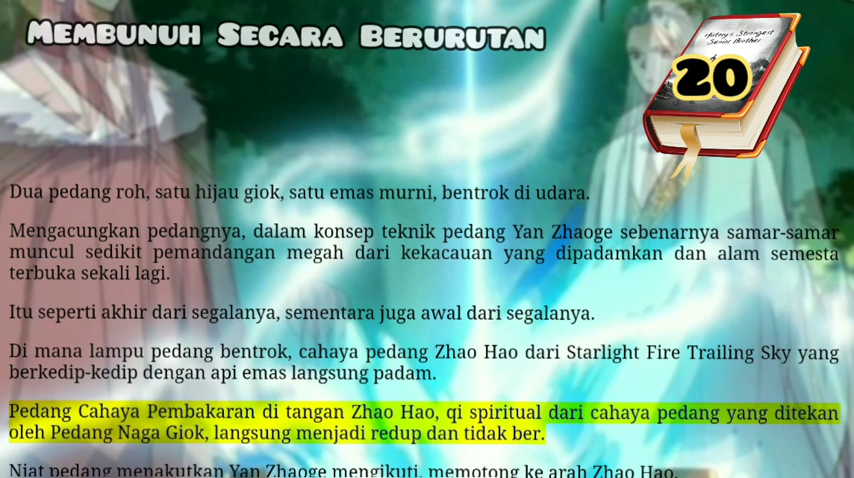 Membunuh Secara Berurutan
History's Strongest
Senior Brother
20
Dua pedang roh, satu hijau giok, satu emas murni, bentrok di udara.
Mengacungkan pedangnya, dalam konsep teknik pedang Yan Zhaoge sebenarnya samar-samar
muncul sedikit pemandangan megah dari kekacauan yang dipadamkan dan alam semesta
terbuka sekali lagi.
Itu seperti akhir dari segalanya, sementara juga awal dari segalanya.
Di mana lampu pedang bentrok, cahaya pedang Zhao Hao dari Starlight Fire Trailing Sky yang
berkedip-kedip dengan api emas langsung padam.
Pedang Cahaya Pembakaran di tangan Zhao Hao, qi spiritual dari cahaya pedang yang ditekan
oleh Pedang Naga Giok, langsung menjadi redup dan tidak ber.
Niat pedang menakutkan Yan Zhaoge mengikuti, memotong ke arah Zhao Hao.